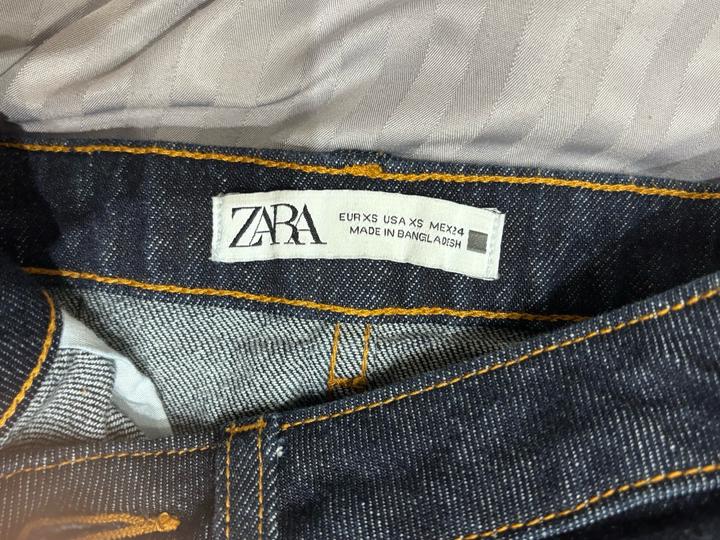 ZARA
EUR XS USA XS MEX 24
MADE IN BANGLADESH